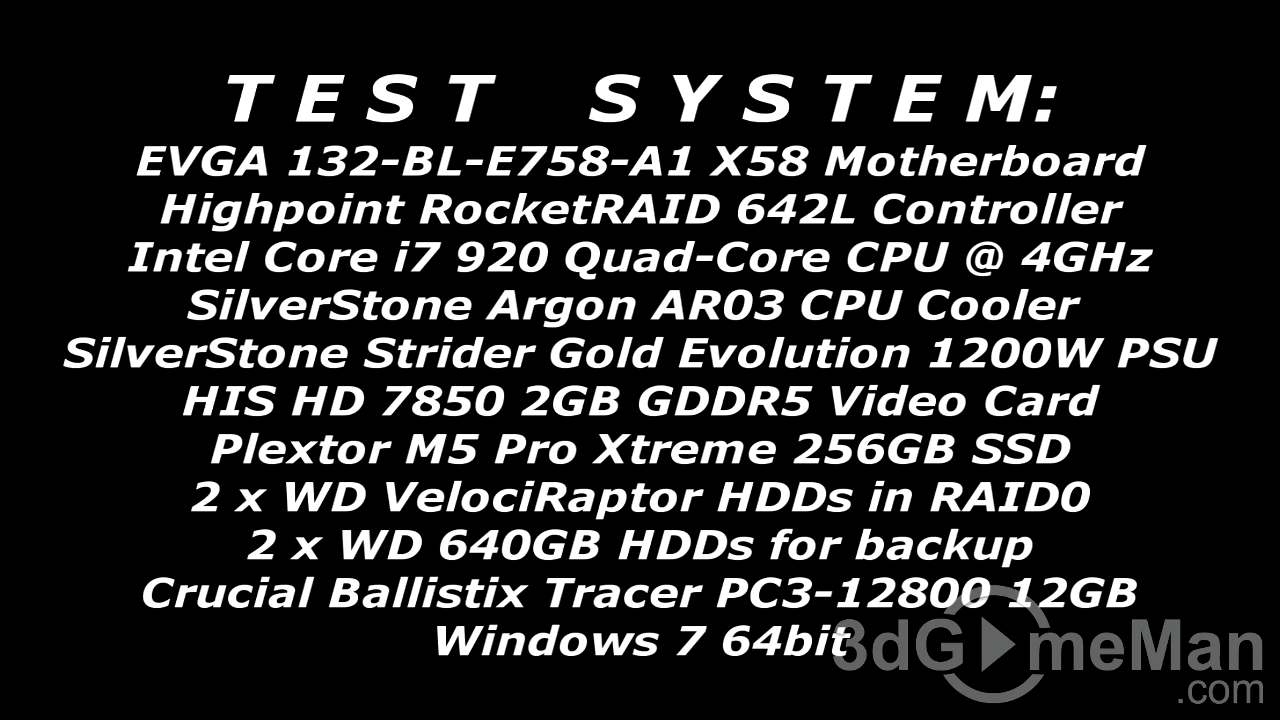 TEST SYSTEM:
EVGA 132-BL-E758-A1 X58 Motherboard
Highpoint RocketRAID 642L Controller
Intel Core i7 920 Quad-Core CPU @ 4GHz
SilverStone Argon AR03 CPU Cooler
SilverStone Strider Gold Evolution 1200W PSU
HIS HD 7850 2GB GDDR5 Video Card
Plextor M5 Pro Xtreme 256GB SSD
2 x WD VelociRaptor HDDs in RAID0
2 x WD 640GB HDDs for backup
Crucial Ballistix Tracer PC3-12800 12GB
Windows 7 64bit
3dGameMan
.com